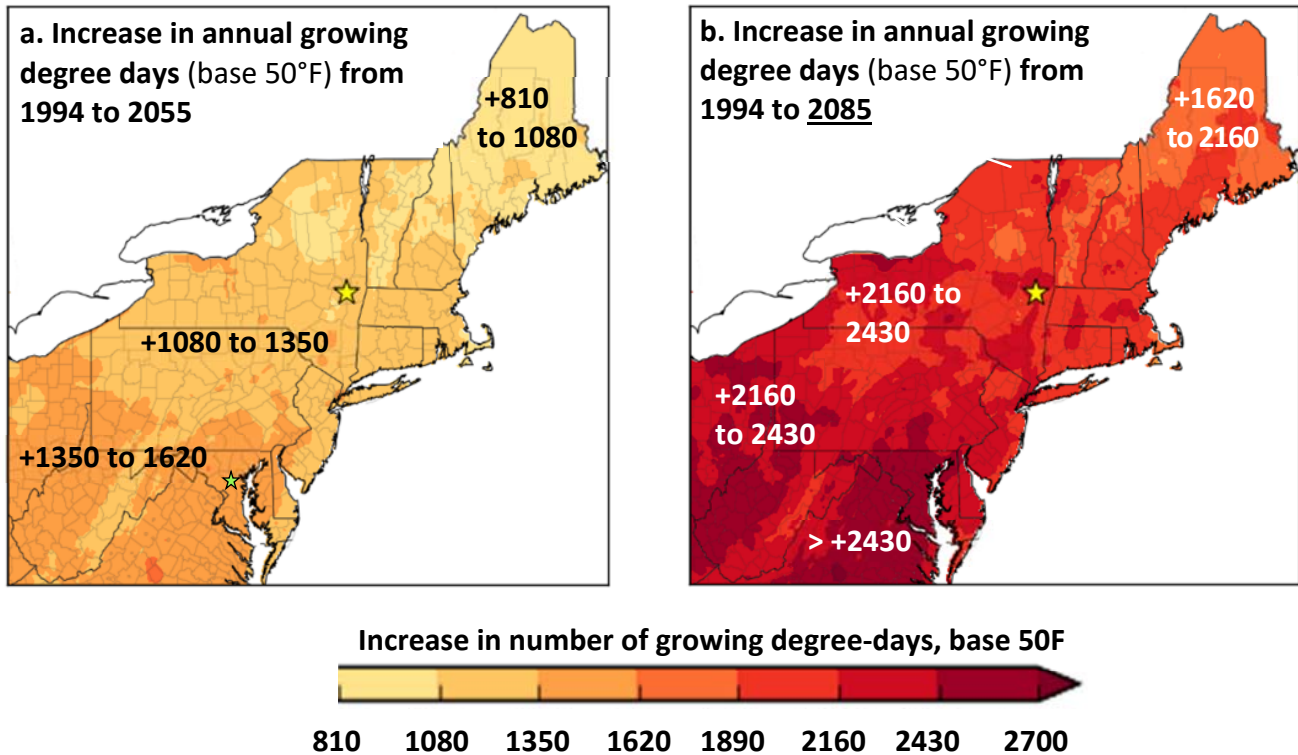 a. Increase in annual growing
degree days (base 50°F) from
1994 to 2055
+810
to 1080
+1080 to 1350
+1350 to 1620
b. Increase in annual growing
degree days (base 50°F) from
1994 to 2085
+1620
to 2160
+2160 to
2430
+2160
to 2430
> +2430
Increase in number of growing degree-days, base 50F
810 1080 1350 1620 1890 2160 2430 2700